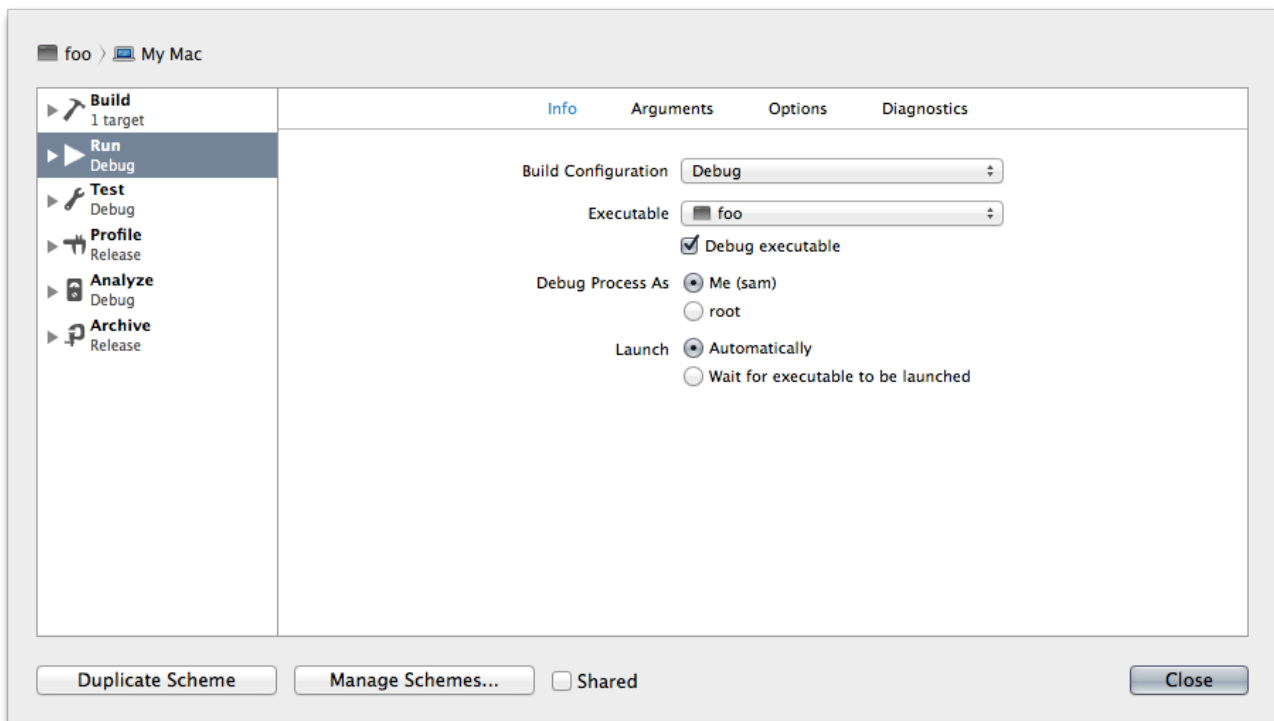 foo 〉 My Mac
Build
1 target
Run
Debug
Test
Debug
Profile
Release
Analyze
Debug
Archive
Release
Info Arguments Options Diagnostics
Build Configuration Debug
Executable foo
Debug executable
Debug Process As Me (sam)
root
Launch Automatically
Wait for executable to be launched
Duplicate Scheme Manage Schemes... Shared Close